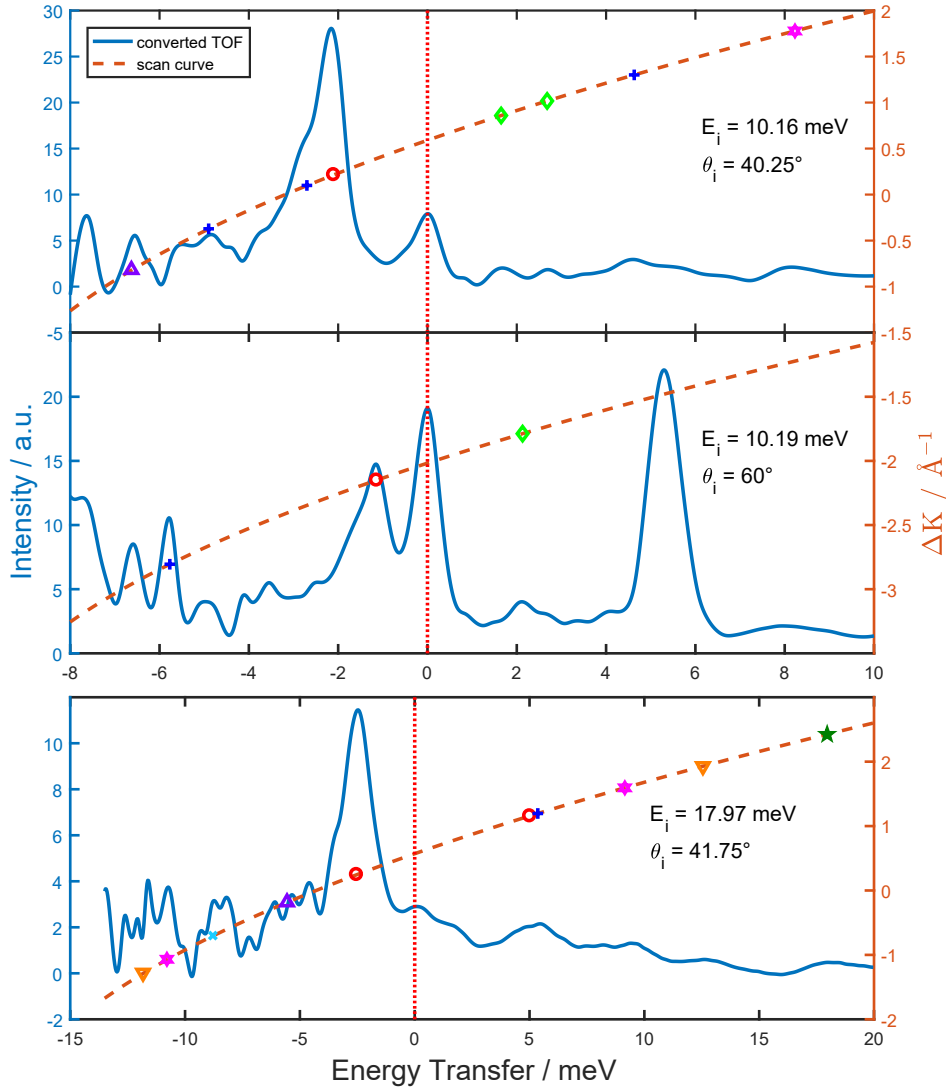 converted TOF
scan curve
30
25
20
15
10
5
0
-5
2
1.5
1
0.5
0
-0.5
-1
-1.5
E_i = 10.16 meV
θ_i = 40.25°
20
15
10
5
0
-2
-2.5
-3
E_i = 10.19 meV
θ_i = 60°
-8 -6 -4 -2 0 2 4 6 8 10
Intensity / a.u.
ΔK / Å⁻¹
10
8
6
4
2
0
-2
2
1
0
-1
-2
E_i = 17.97 meV
θ_i = 41.75°
-15 -10 -5 0 5 10 15 20
Energy Transfer / meV